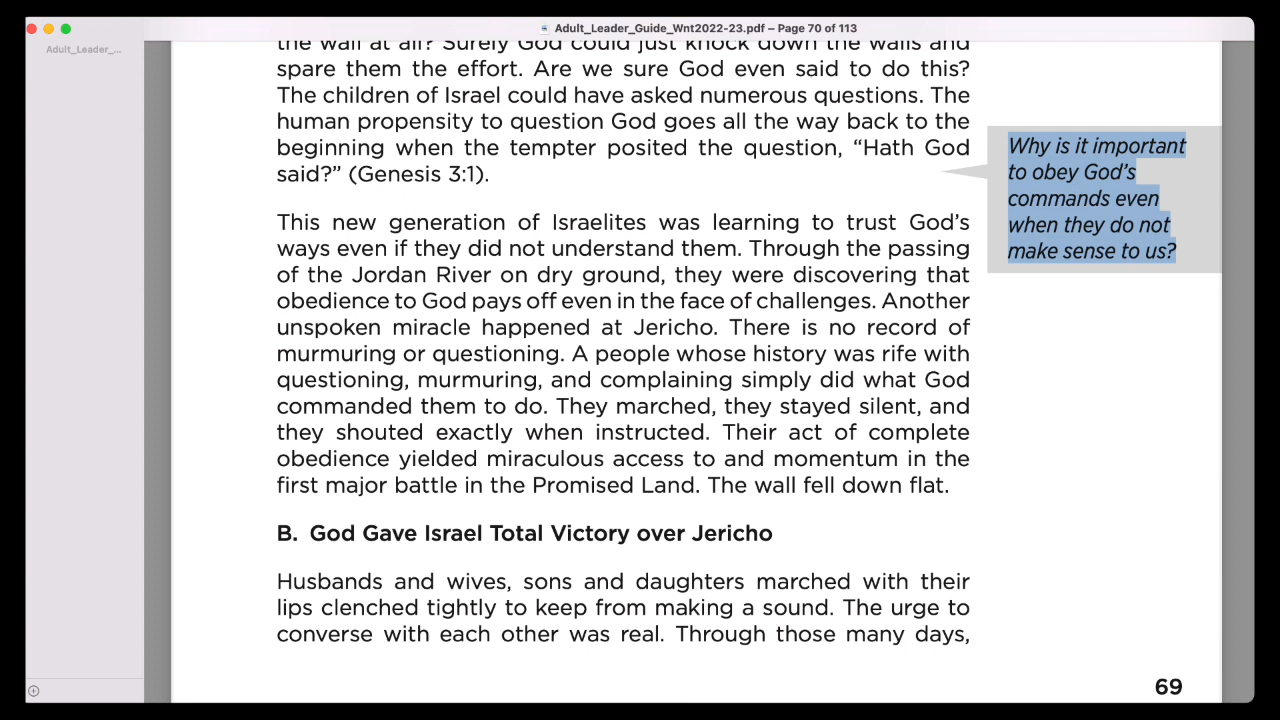 Adult_Leader_Guide_Wnt2022-23.pdf – Page 70 of 113
Adult_Leader_...
the wall at all? Surely God could just knock down the walls and
spare them the effort. Are we sure God even said to do this?
The children of Israel could have asked numerous questions. The
human propensity to question God goes all the way back to the
beginning when the tempter posited the question, “Hath God
said?” (Genesis 3:1).
Why is it important
to obey God’s
commands even
when they do not
make sense to us?
This new generation of Israelites was learning to trust God’s
ways even if they did not understand them. Through the passing
of the Jordan River on dry ground, they were discovering that
obedience to God pays off even in the face of challenges. Another
unspoken miracle happened at Jericho. There is no record of
murmuring or questioning. A people whose history was rife with
questioning, murmuring, and complaining simply did what God
commanded them to do. They marched, they stayed silent, and
they shouted exactly when instructed. Their act of complete
obedience yielded miraculous access to and momentum in the
first major battle in the Promised Land. The wall fell down flat.
B. God Gave Israel Total Victory over Jericho
Husbands and wives, sons and daughters marched with their
lips clenched tightly to keep from making a sound. The urge to
converse with each other was real. Through those many days,
69